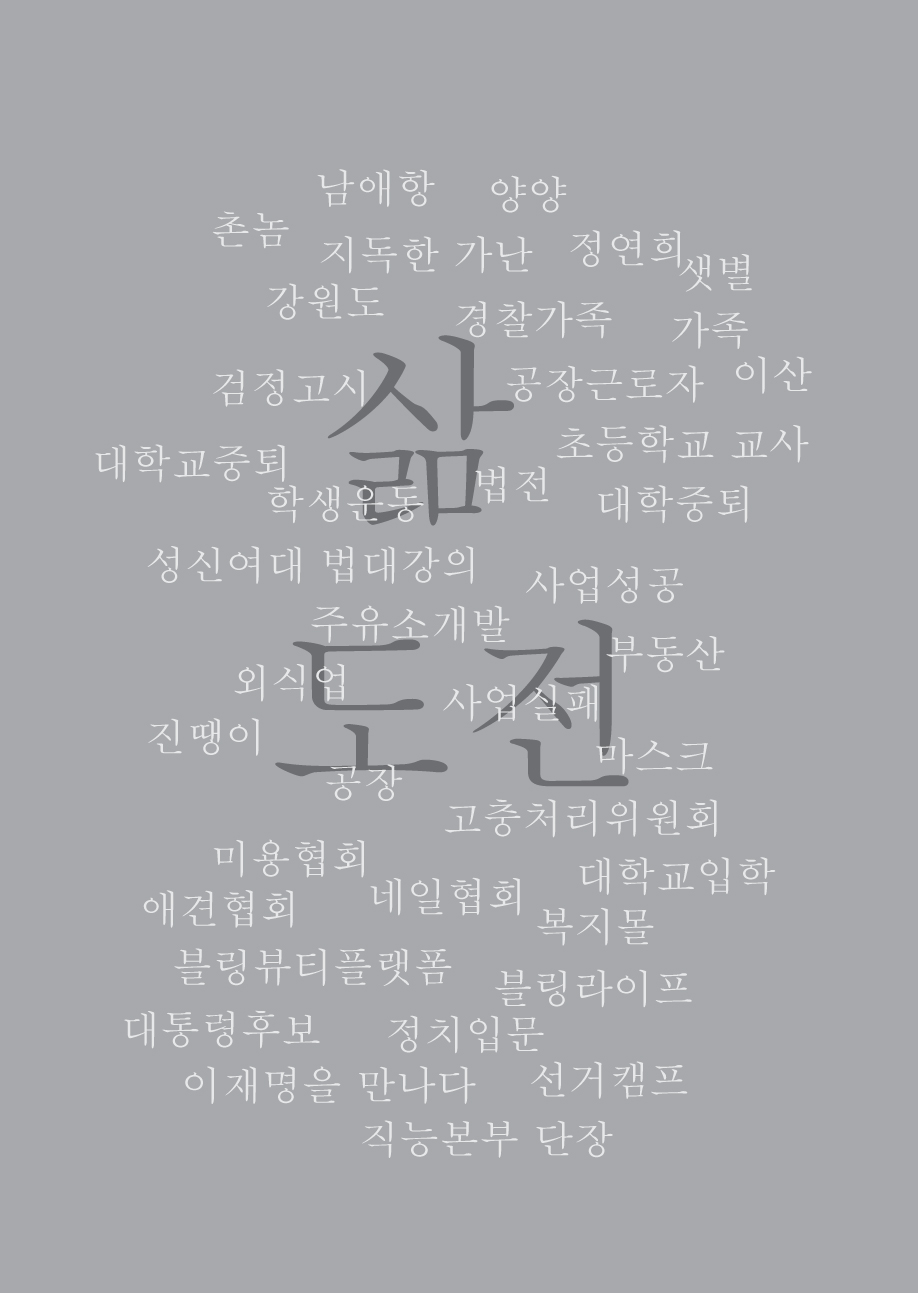 남애항 양양
촌놈
지독한 가난 정연희
샛별
강원도
경찰가족 가족
삶
검정고시 공장근로자 이산
대학교중퇴 초등학교 교사
학생운동 법전 대학중퇴
성신여대 법대강의
사업성공
주유소개발
도전
부동산
외식업 사업실패
진땡이
마스크
공장
고충처리위원회
미용협회
대학교입학
애견협회 네일협회
복지몰
블링뷰티플랫폼
블링라이프
대통령후보 정치입문
이재명을 만나다 선거캠프
직능본부 단장